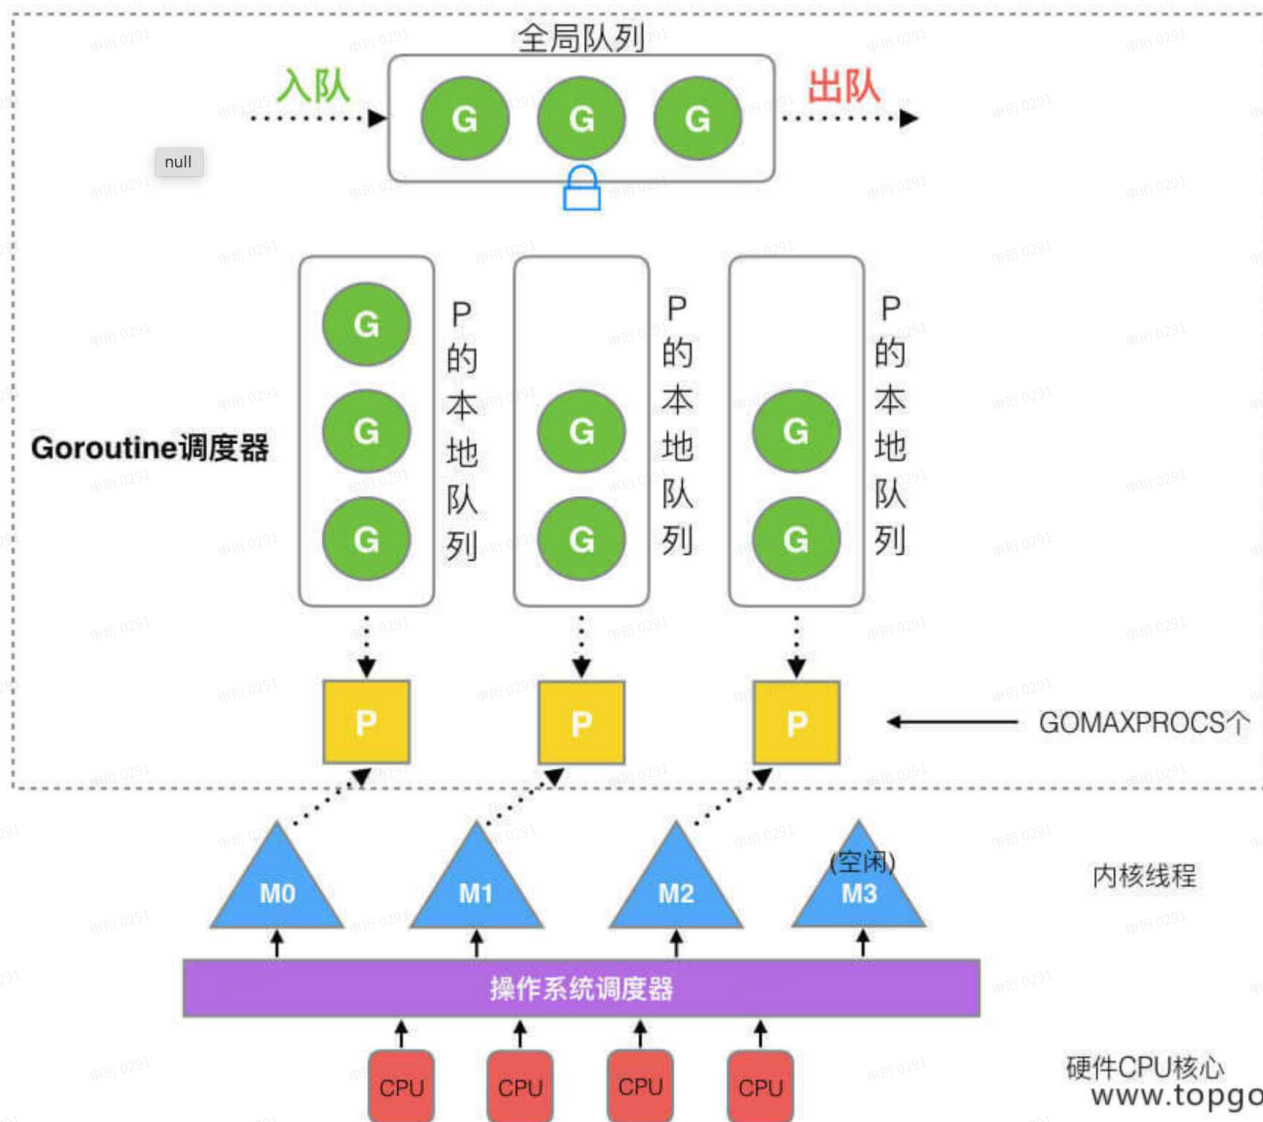 全局队列
入队
出队
G G G
null
G
G G G
G G G
P的本地队列
P的本地队列
P的本地队列
Goroutine调度器
P P P
GOMAXPROCS个
(空闲)
M0 M1 M2 M3
内核线程
操作系统调度器
CPU CPU CPU CPU
硬件CPU核心
www.topgo